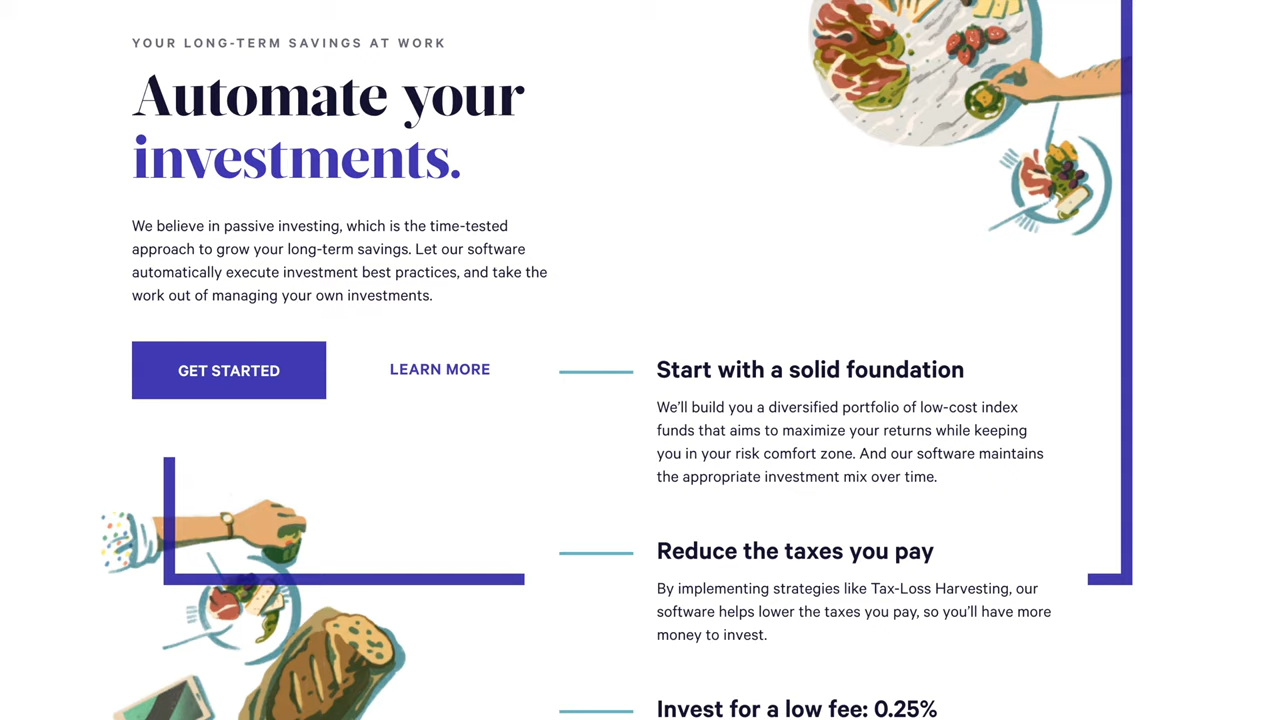 YOUR LONG-TERM SAVINGS AT WORK
Automate your
investments.
We believe in passive investing, which is the time-tested
approach to grow your long-term savings. Let our software
automatically execute investment best practices, and take the
work out of managing your own investments.
GET STARTED
LEARN MORE
Start with a solid foundation
We’ll build you a diversified portfolio of low-cost index
funds that aims to maximize your returns while keeping
you in your risk comfort zone. And our software maintains
the appropriate investment mix over time.
Reduce the taxes you pay
By implementing strategies like Tax-Loss Harvesting, our
software helps lower the taxes you pay, so you’ll have more
money to invest.
Invest for a low fee: 0.25%